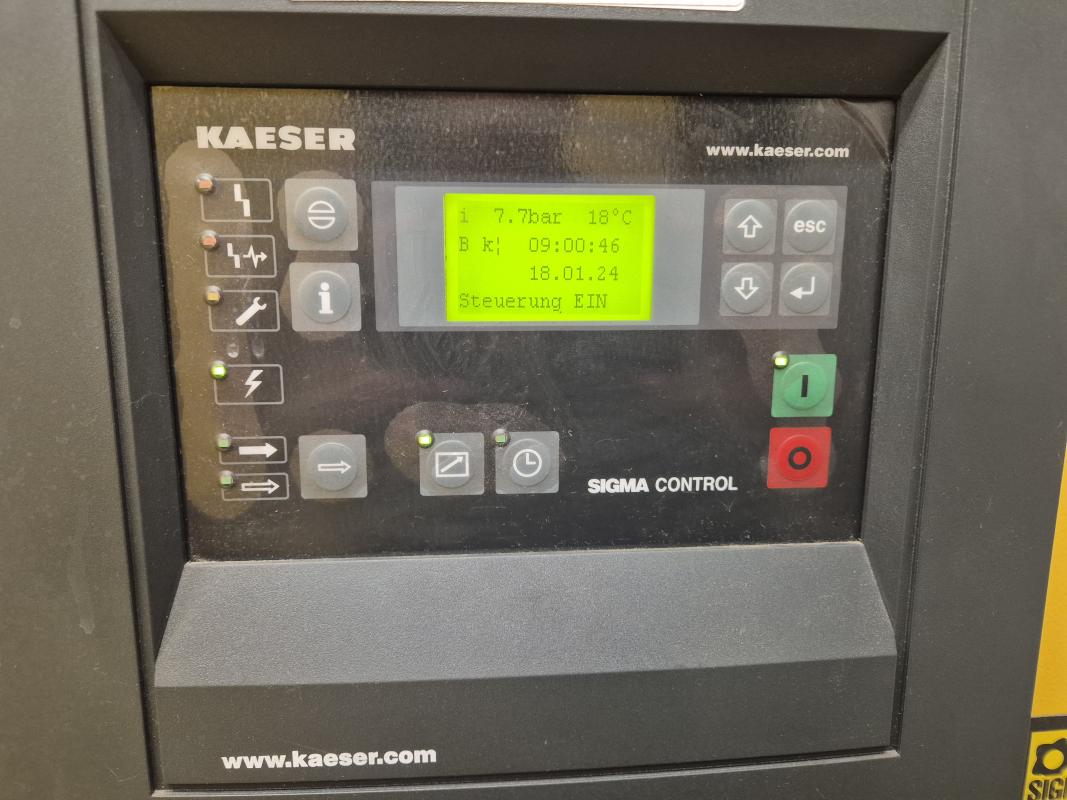 KAESER
www.kaeser.com
i 7.7bar 18°C
B k¦ 09:00:46
18.01.24
Steuerung EIN
esc
i
I
O
SIGMA CONTROL
www.kaeser.com
SIG